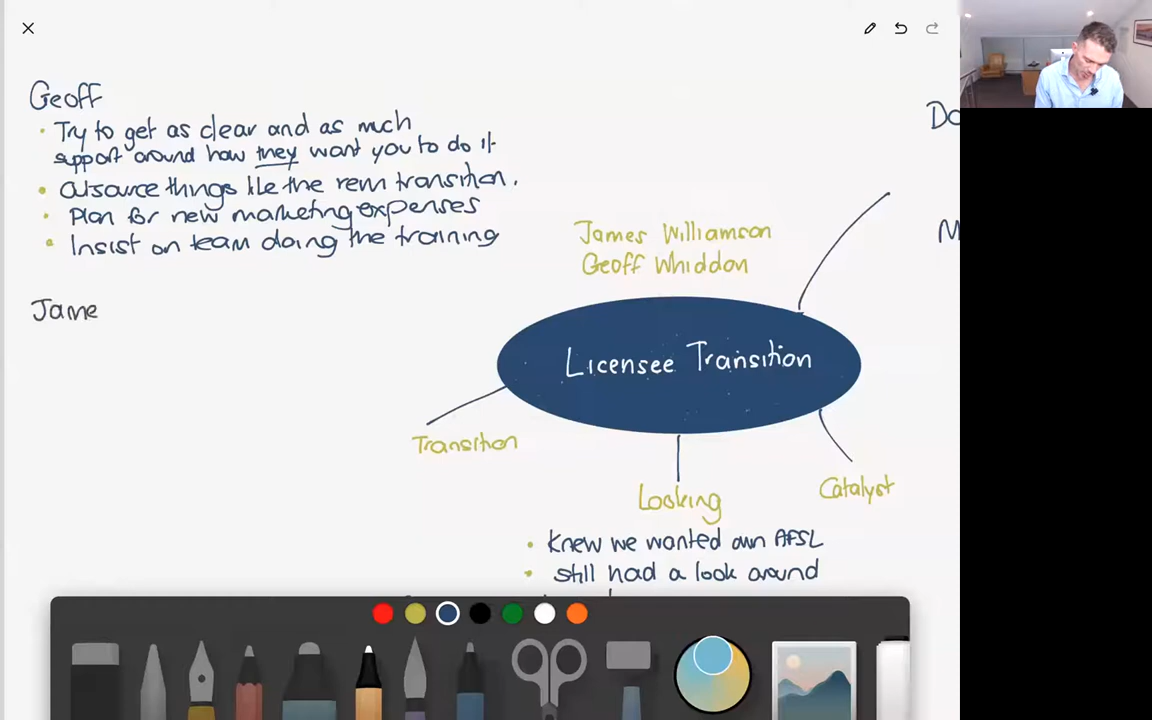 Geoff
• Try to get as clear and as much
support around how they want you to do it
• Outsource things like the rem transition.
• Plan for new marketing expenses
• Insist on team doing the training
Jame
James Williamson
Geoff Whiddon
Licensee Transition
Transition
Looking
• Knew we wanted own AFSL
• still had a look around
Catalyst
Do
M